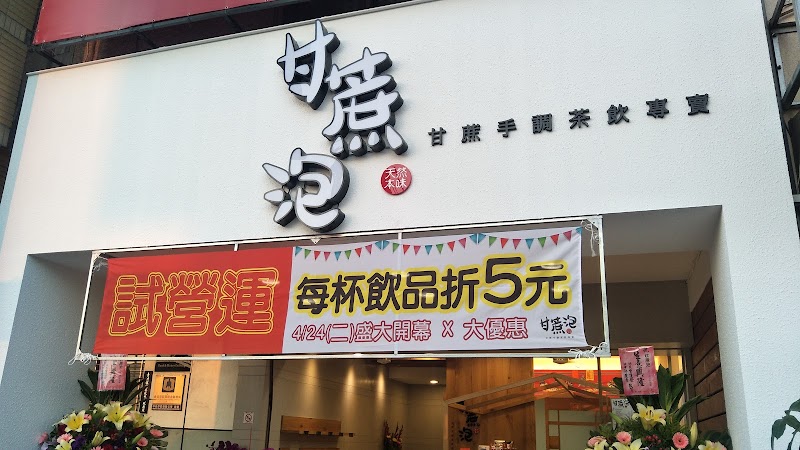 甘蔗泡
甘蔗手調茶飲專賣
天然
本味
試營運
每杯飲品折5元
4/24(二)盛大開幕 X 大優惠
甘蔗泡